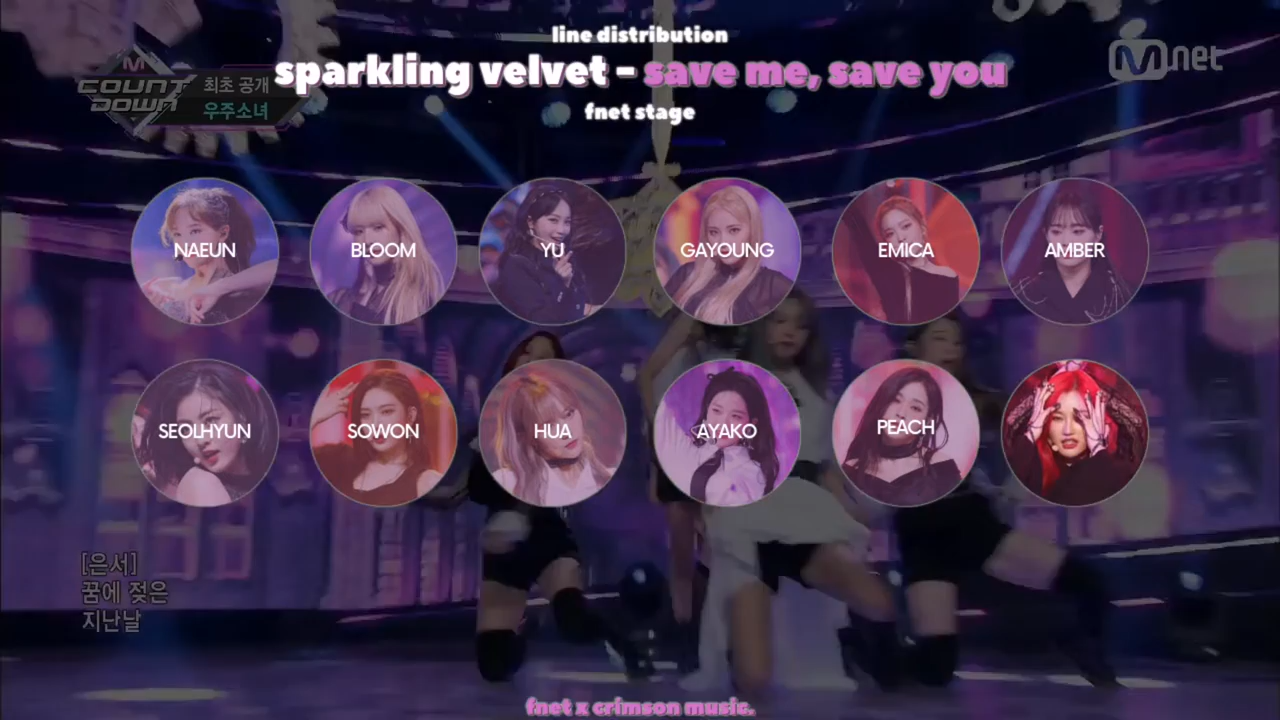 line distribution
sparkling velvet - save me, save you
fnet stage
M
COUNT
DOWN
최초 공개
우주소녀
Mnet
NAEUN
BLOOM
YU
GAYOUNG
EMICA
AMBER
SEOLHYUN
SOWON
HUA
AYAKO
PEACH
[은서]
꿈에 젖은
지난날
fnet x crimson music.